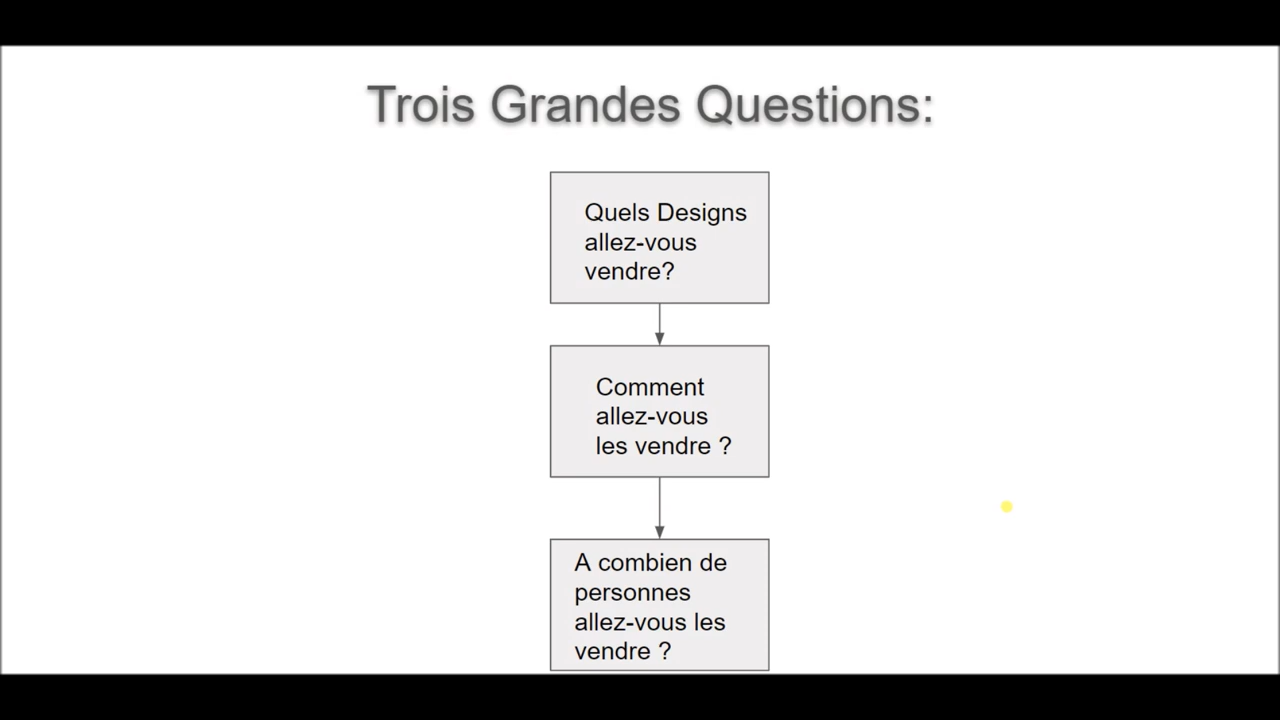 Trois Grandes Questions:
Quels Designs
allez-vous
vendre?
Comment
allez-vous
les vendre ?
A combien de
personnes
allez-vous les
vendre ?